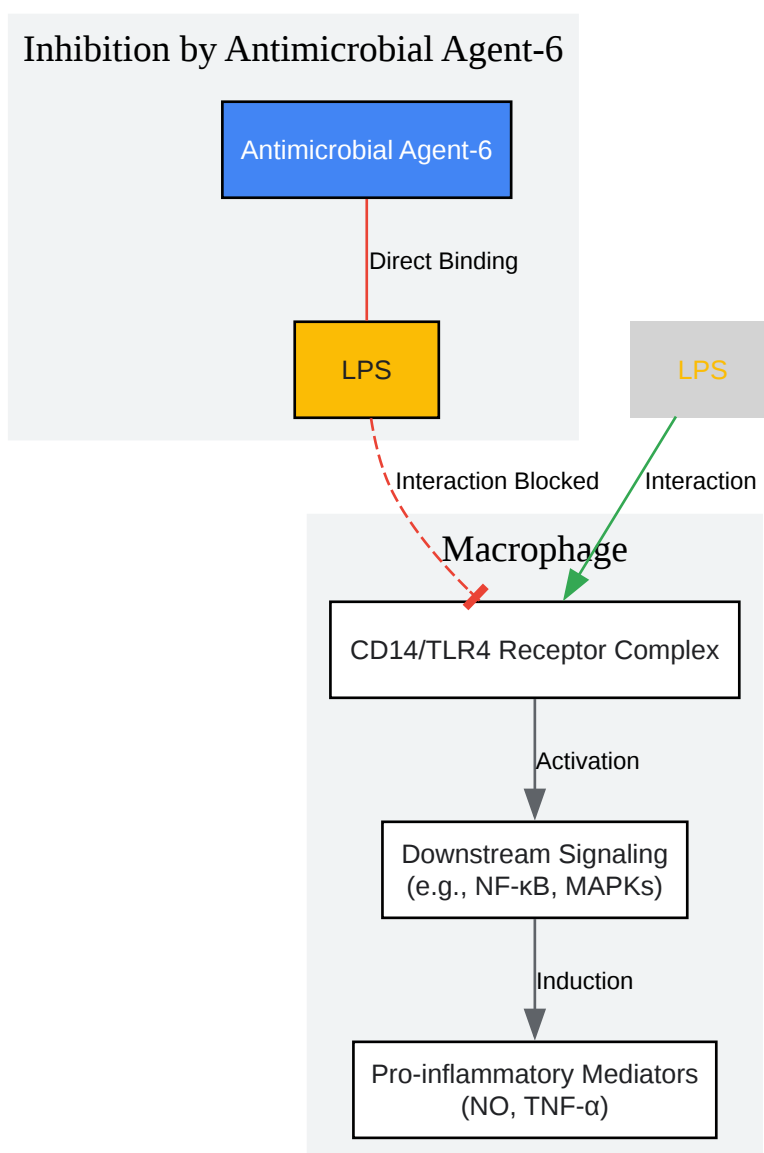 Inhibition by Antimicrobial Agent-6
Antimicrobial Agent-6
Direct Binding
LPS
LPS
Interaction Blocked
Interaction
Macrophage
CD14/TLR4 Receptor Complex
Activation
Downstream Signaling
(e.g., NF-κB, MAPKs)
Induction
Pro-inflammatory Mediators
(NO, TNF-α)